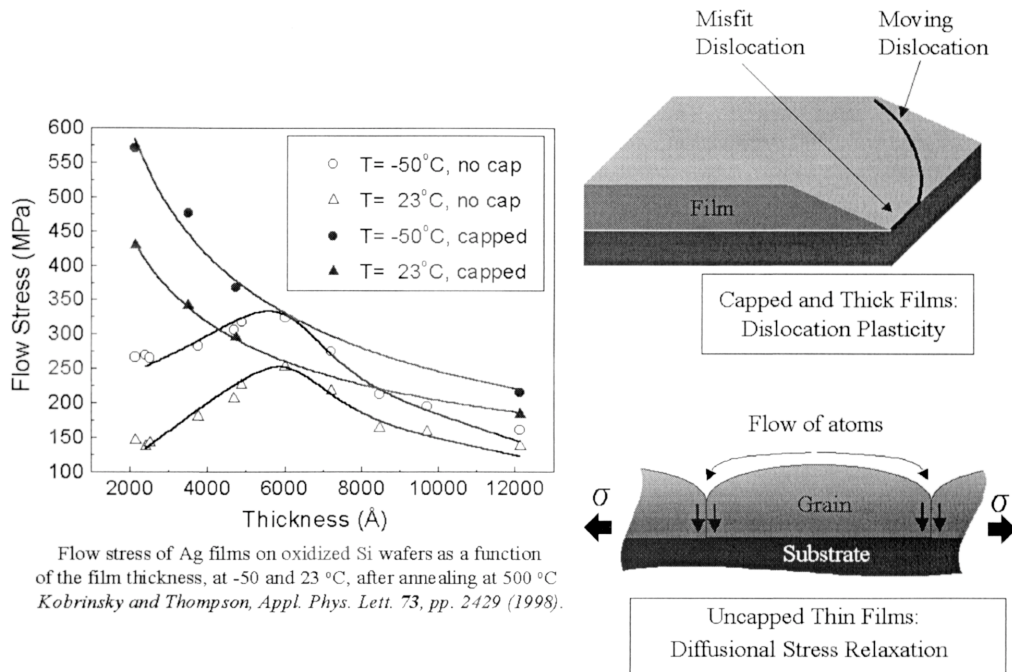 600
550
500
450
400
350
300
250
200
150
100
Flow Stress (MPa)
2000 4000 6000 8000 10000 12000
Thickness (Å)
T= -50°C, no cap
T= 23°C, no cap
T= -50°C, capped
T= 23°C, capped
Flow stress of Ag films on oxidized Si wafers as a function
of the film thickness, at -50 and 23 °C, after annealing at 500 °C
Kobrinsky and Thompson, Appl. Phys. Lett. 73, pp. 2429 (1998).
Misfit
Dislocation
Moving
Dislocation
Film
Capped and Thick Films:
Dislocation Plasticity
Flow of atoms
σ
Grain
σ
Substrate
Uncapped Thin Films:
Diffusional Stress Relaxation